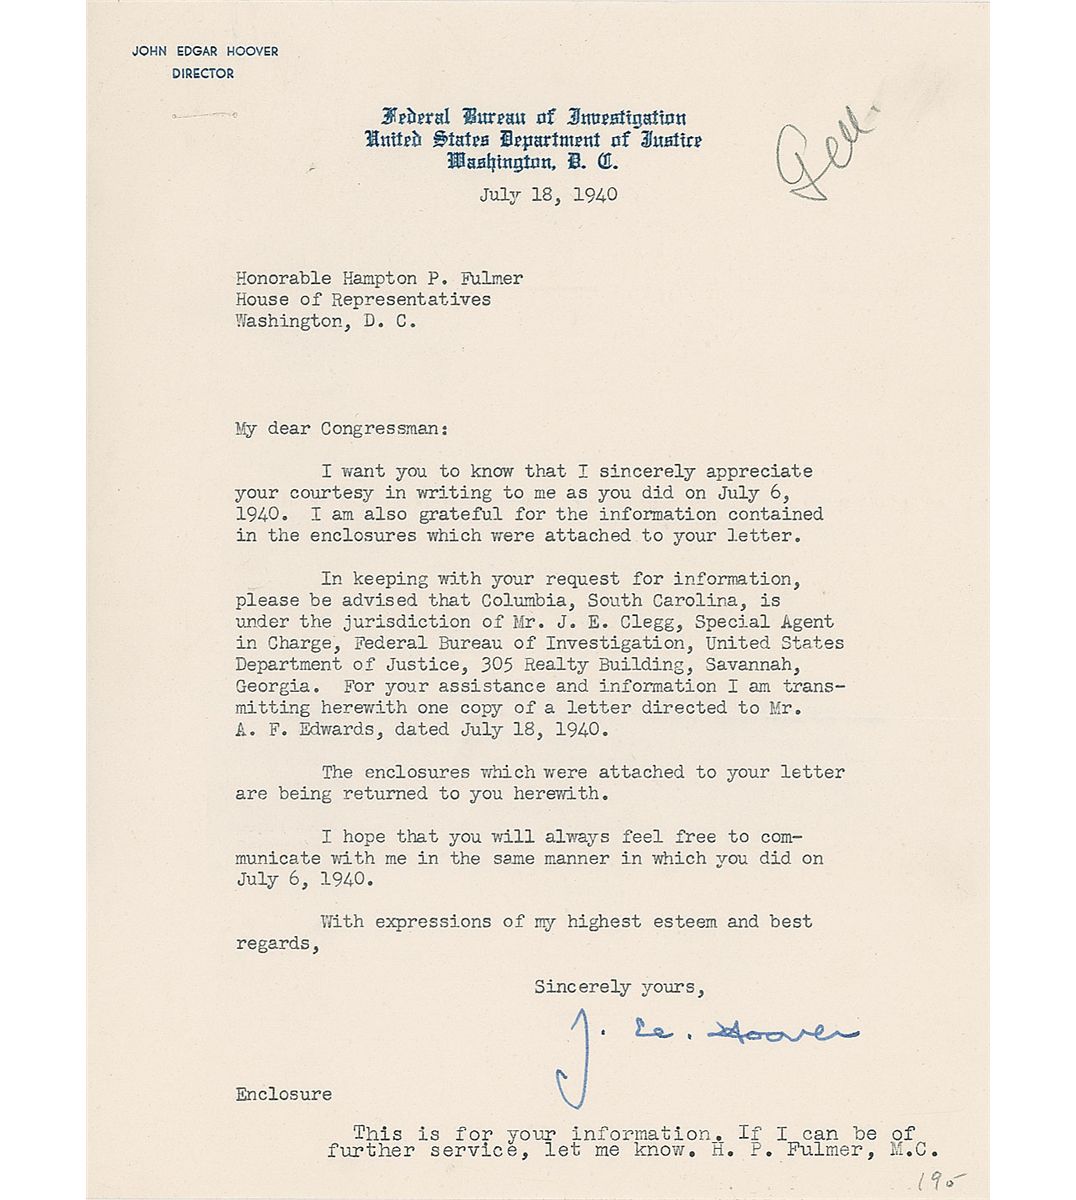 JOHN EDGAR HOOVER
DIRECTOR
Federal Bureau of Investigation
United States Department of Justice
Washington, D. C.
July 18, 1940
Honorable Hampton P. Fulmer
House of Representatives
Washington, D. C.
My dear Congressman:
I want you to know that I sincerely appreciate
your courtesy in writing to me as you did on July 6,
1940. I am also grateful for the information contained
in the enclosures which were attached to your letter.
In keeping with your request for information,
please be advised that Columbia, South Carolina, is
under the jurisdiction of Mr. J. E. Clegg, Special Agent
in Charge, Federal Bureau of Investigation, United States
Department of Justice, 305 Realty Building, Savannah,
Georgia. For your assistance and information I am trans-
mitting herewith one copy of a letter directed to Mr.
A. F. Edwards, dated July 18, 1940.
The enclosures which were attached to your letter
are being returned to you herewith.
I hope that you will always feel free to com-
municate with me in the same manner in which you did on
July 6, 1940.
With expressions of my highest esteem and best
regards,
Sincerely yours,
J. E. Hoover
Enclosure
This is for your information. If I can be of
further service, let me know. H. P. Fulmer, M.C.